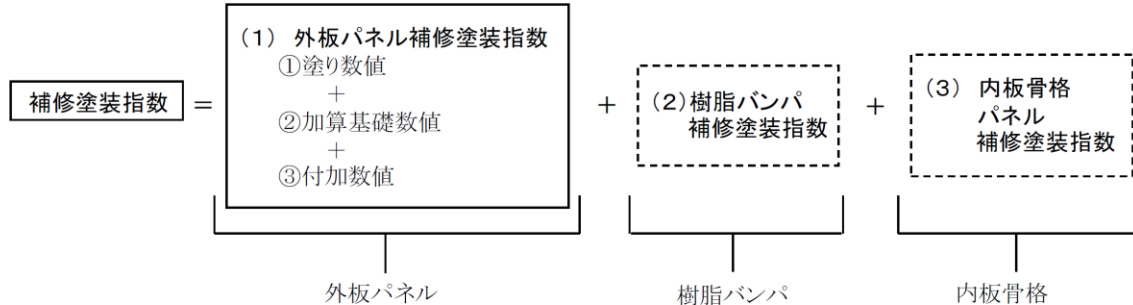 補修塗装指数
=
(1) 外板パネル補修塗装指数
①塗り数値
+
②加算基礎数値
+
③付加数値
+
(2)樹脂バンパ
補修塗装指数
+
(3) 内板骨格
パネル
補修塗装指数
外板パネル
樹脂バンパ
内板骨格